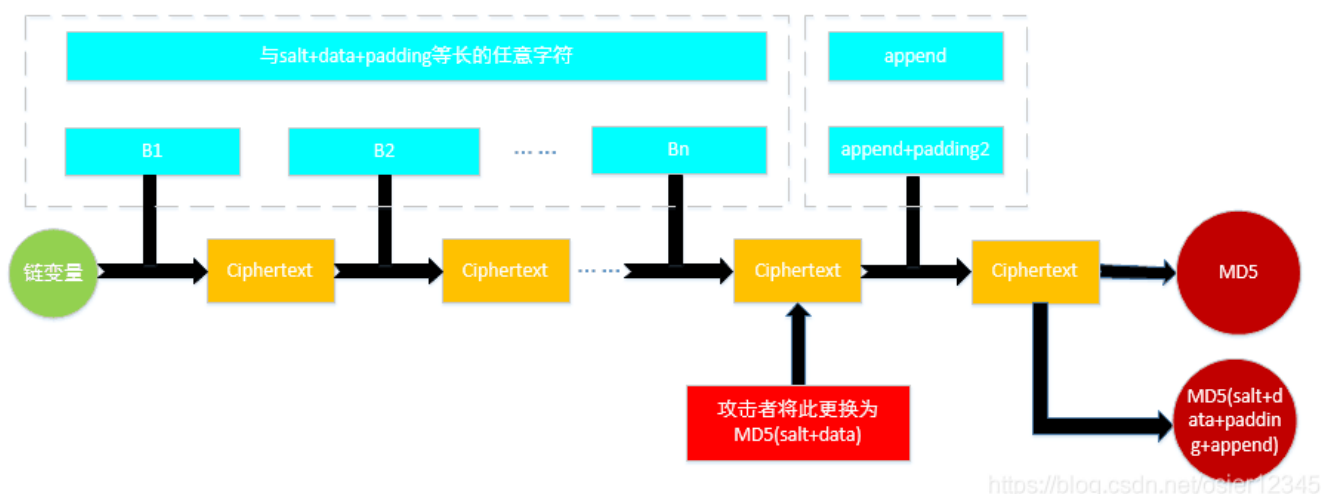 与salt+data+padding等长的任意字符
append
B1
B2
... ...
Bn
append+padding2
链变量
Ciphertext
Ciphertext
... ...
Ciphertext
Ciphertext
MD5
攻击者将此更换为
MD5(salt+data)
MD5(salt+d
ata+paddin
g+append)
https://blog.csdn.net/osier12345